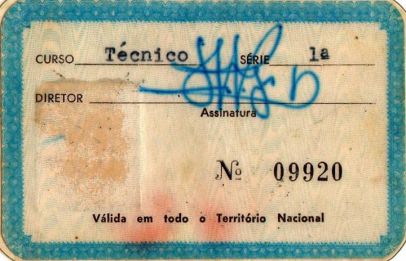 CURSO Técnico SÉRIE 1ª
DIRETOR
Assinatura
Nº 09920
Válida em todo o Território Nacional